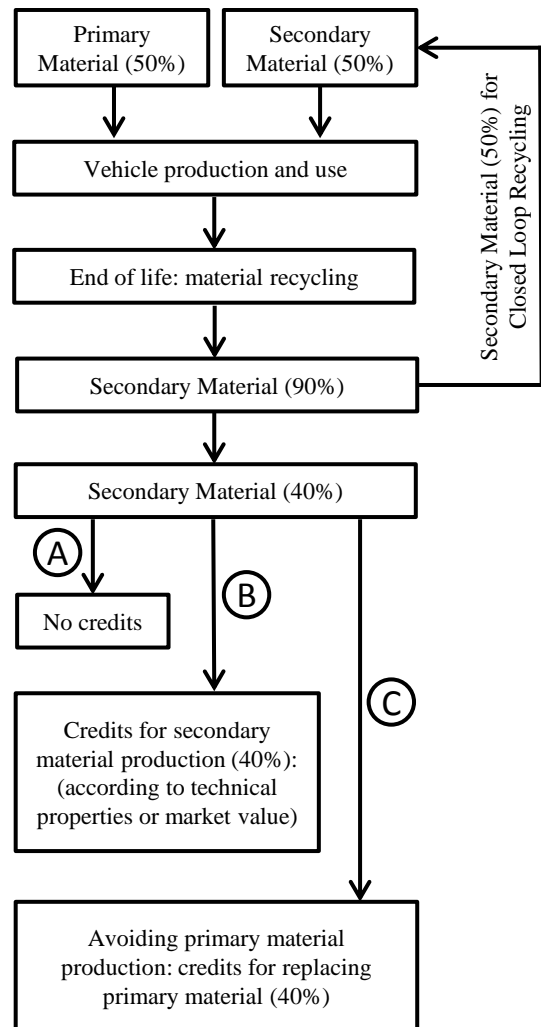 Primary
Material (50%)
Secondary
Material (50%)
Secondary Material (50%) for
Closed Loop Recycling
Vehicle production and use
End of life: material recycling
Secondary Material (90%)
Secondary Material (40%)
A
No credits
B
C
Credits for secondary
material production (40%):
(according to technical
properties or market value)
Avoiding primary material
production: credits for replacing
primary material (40%)